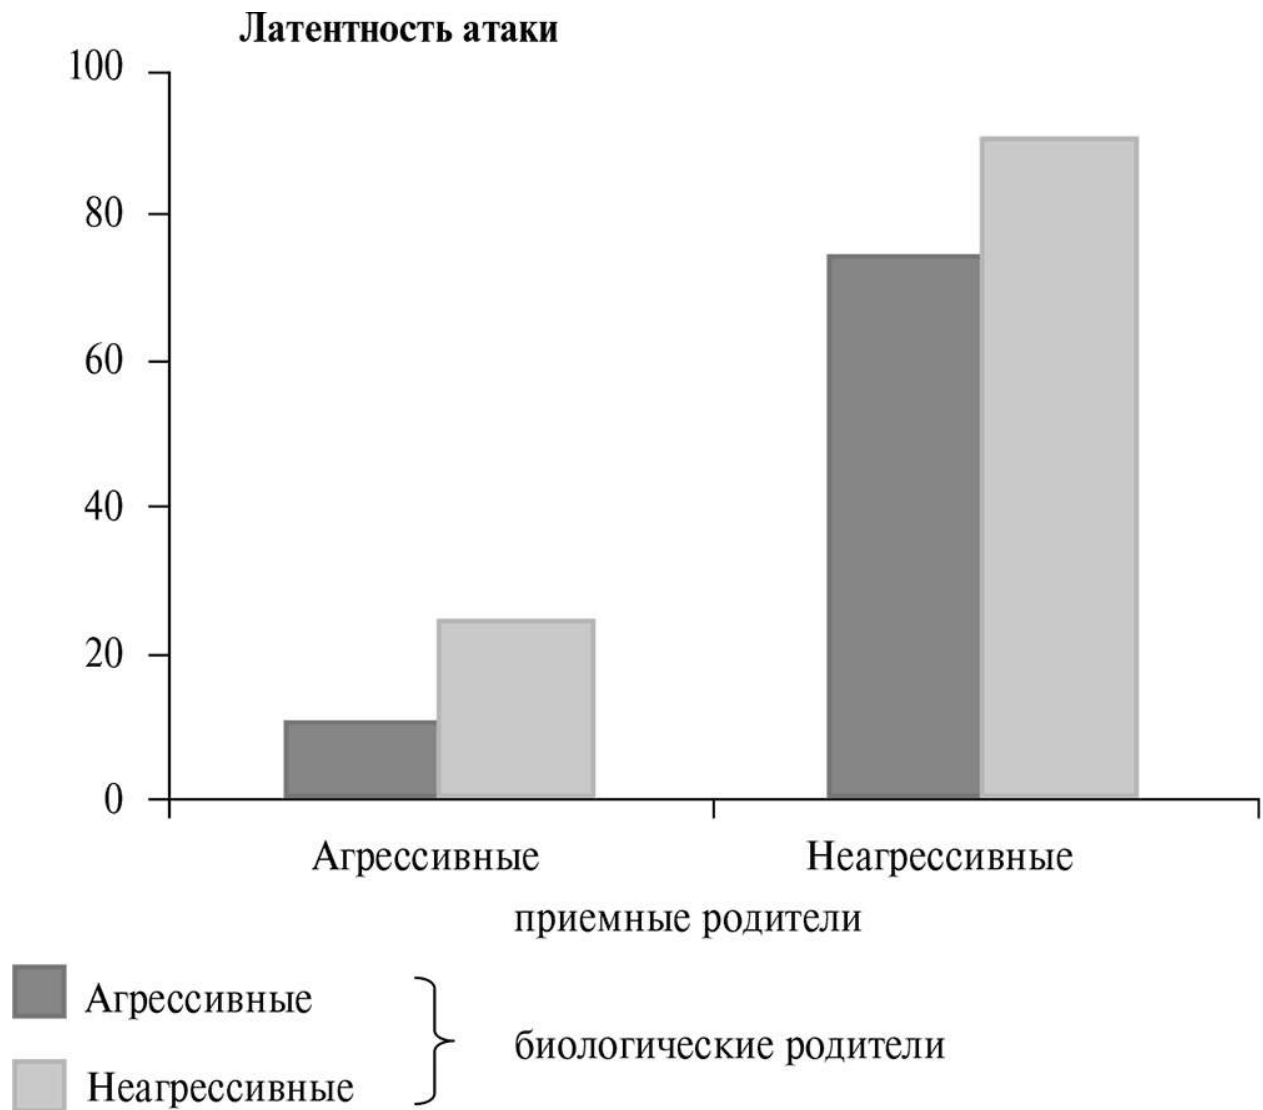 Латентность атаки
100
80
60
40
20
0
Агрессивные Неагрессивные
приемные родители
Агрессивные
биологические родители
Неагрессивные